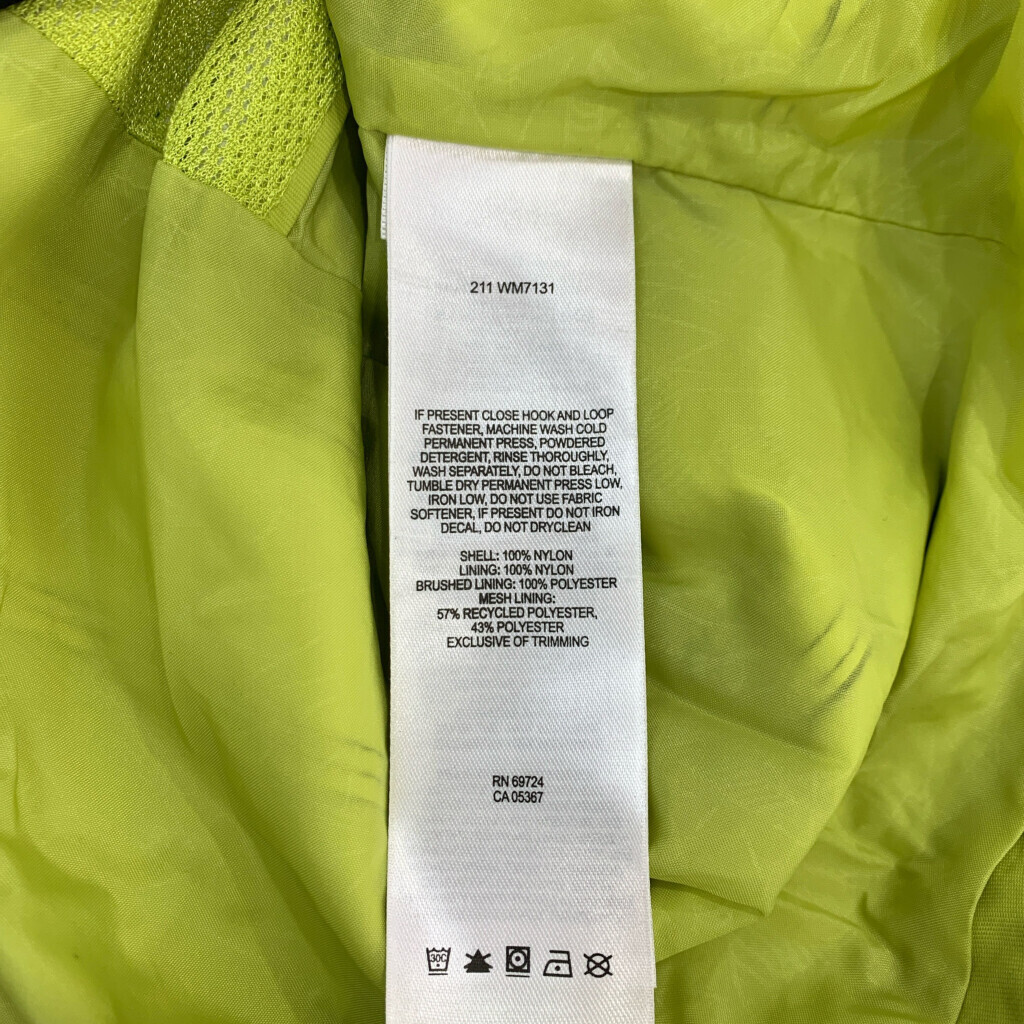 211 WM7131
IF PRESENT CLOSE HOOK AND LOOP
FASTENER, MACHINE WASH COLD
PERMANENT PRESS, POWDERED
DETERGENT, RINSE THOROUGHLY,
WASH SEPARATELY, DO NOT BLEACH,
TUMBLE DRY PERMANENT PRESS LOW,
IRON LOW, DO NOT USE FABRIC
SOFTENER, IF PRESENT DO NOT IRON
DECAL, DO NOT DRYCLEAN
SHELL: 100% NYLON
LINING: 100% NYLON
BRUSHED LINING: 100% POLYESTER
MESH LINING:
57% RECYCLED POLYESTER,
43% POLYESTER
EXCLUSIVE OF TRIMMING
RN 69724
CA 05367
30C